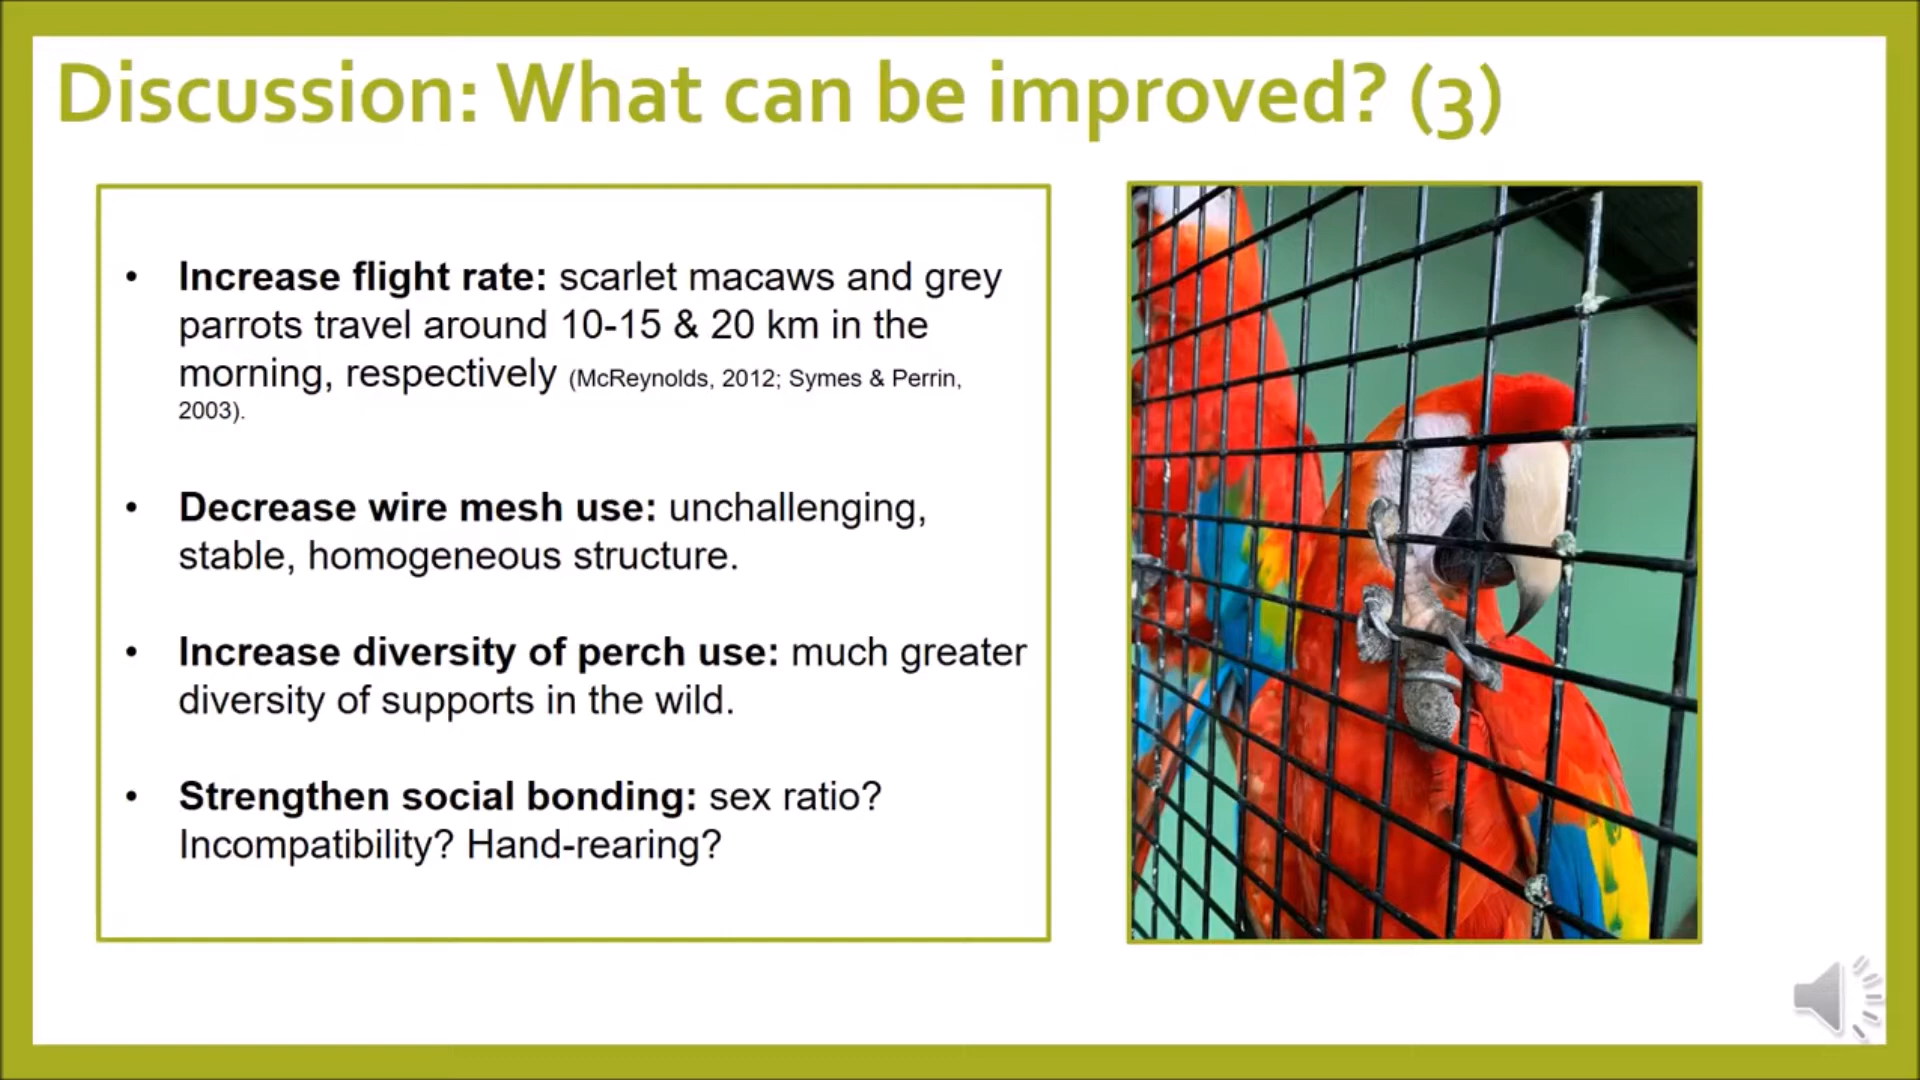 Discussion: What can be improved? (3)
• Increase flight rate: scarlet macaws and grey
parrots travel around 10-15 & 20 km in the
morning, respectively (McReynolds, 2012; Symes & Perrin,
2003).
• Decrease wire mesh use: unchallenging,
stable, homogeneous structure.
• Increase diversity of perch use: much greater
diversity of supports in the wild.
• Strengthen social bonding: sex ratio?
Incompatibility? Hand-rearing?